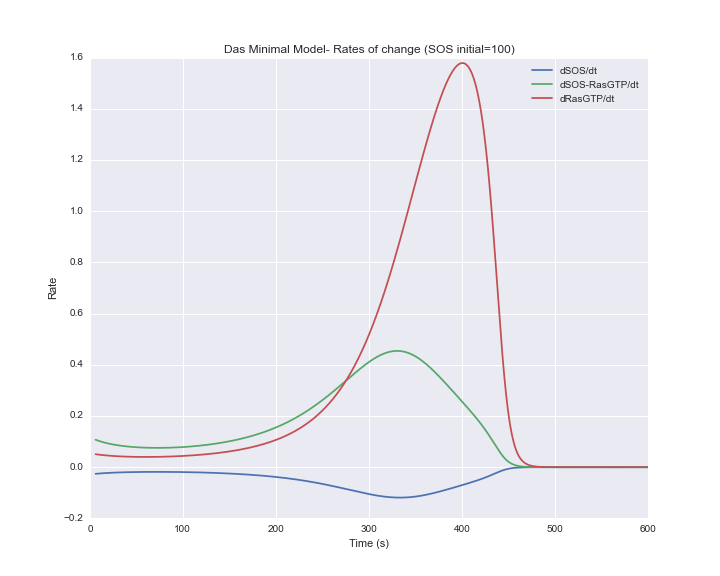 Das Minimal Model- Rates of change (SOS initial=100)
1.6
1.4
1.2
1.0
0.8
0.6
0.4
0.2
0.0
−0.2
Rate
dSOS/dt
dSOS-RasGTP/dt
dRasGTP/dt
0 100 200 300 400 500 600
Time (s)